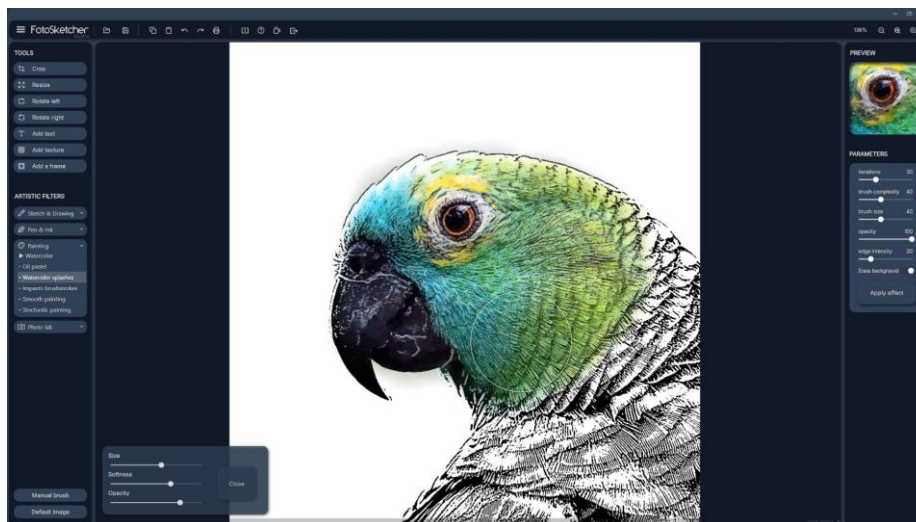 FotoSketcher
136%
TOOLS
Crop
Resize
Rotate left
Rotate right
Add text
Add texture
Add a frame
ARTISTIC FILTERS
Sketch & Drawing
Pen & Ink
Painting
Watercolor
Oil pastel
Watercolor splashes
Impasto brushstrokes
Smooth painting
Stochastic painting
Photo lab
Manual brush
Default image
Size
Softness
Opacity
Close
PREVIEW
PARAMETERS
iterations 30
brush complexity 40
brush size 40
opacity 100
edge intensity 20
Erase background
Apply effect